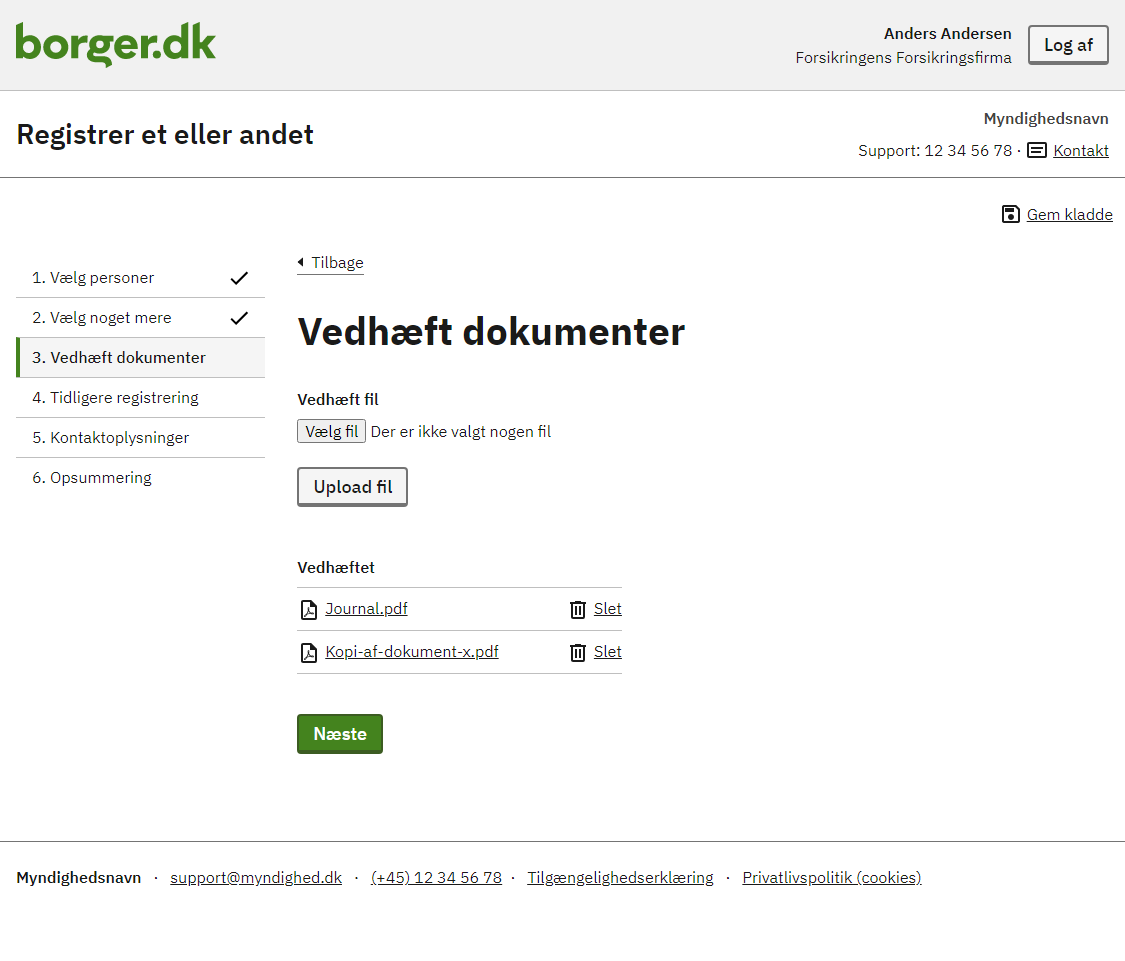 borger.dk
Anders Andersen
Forsikringens Forsikringsfirma
Log af
Registrer et eller andet
Myndighedsnavn
Support: 12 34 56 78 · Kontakt
Gem kladde
1. Vælg personer
2. Vælg noget mere
3. Vedhæft dokumenter
4. Tidligere registrering
5. Kontaktoplysninger
6. Opsummering
Tilbage
Vedhæft dokumenter
Vedhæft fil
Vælg fil Der er ikke valgt nogen fil
Upload fil
Vedhæftet
Journal.pdf Slet
Kopi-af-dokument-x.pdf Slet
Næste
Myndighedsnavn · support@myndighed.dk · (+45) 12 34 56 78 · Tilgængelighedserklæring · Privatlivspolitik (cookies)